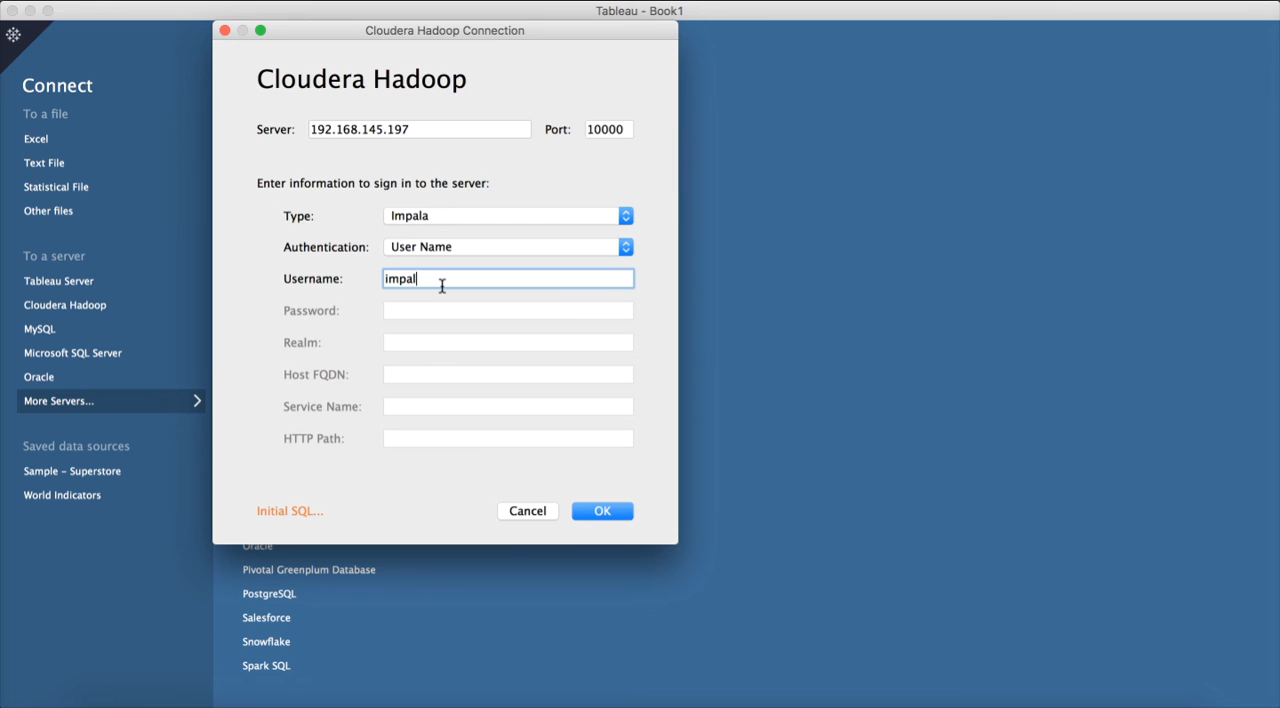 Tableau - Book1
Connect
To a file
Excel
Text File
Statistical File
Other files
To a server
Tableau Server
Cloudera Hadoop
MySQL
Microsoft SQL Server
Oracle
More Servers...
Saved data sources
Sample – Superstore
World Indicators
Cloudera Hadoop Connection
Cloudera Hadoop
Server: 192.168.145.197 Port: 10000
Enter information to sign in to the server:
Type: Impala
Authentication: User Name
Username: impal
Password:
Realm:
Host FQDN:
Service Name:
HTTP Path:
Initial SQL... Cancel OK
Oracle
Pivotal Greenplum Database
PostgreSQL
Salesforce
Snowflake
Spark SQL